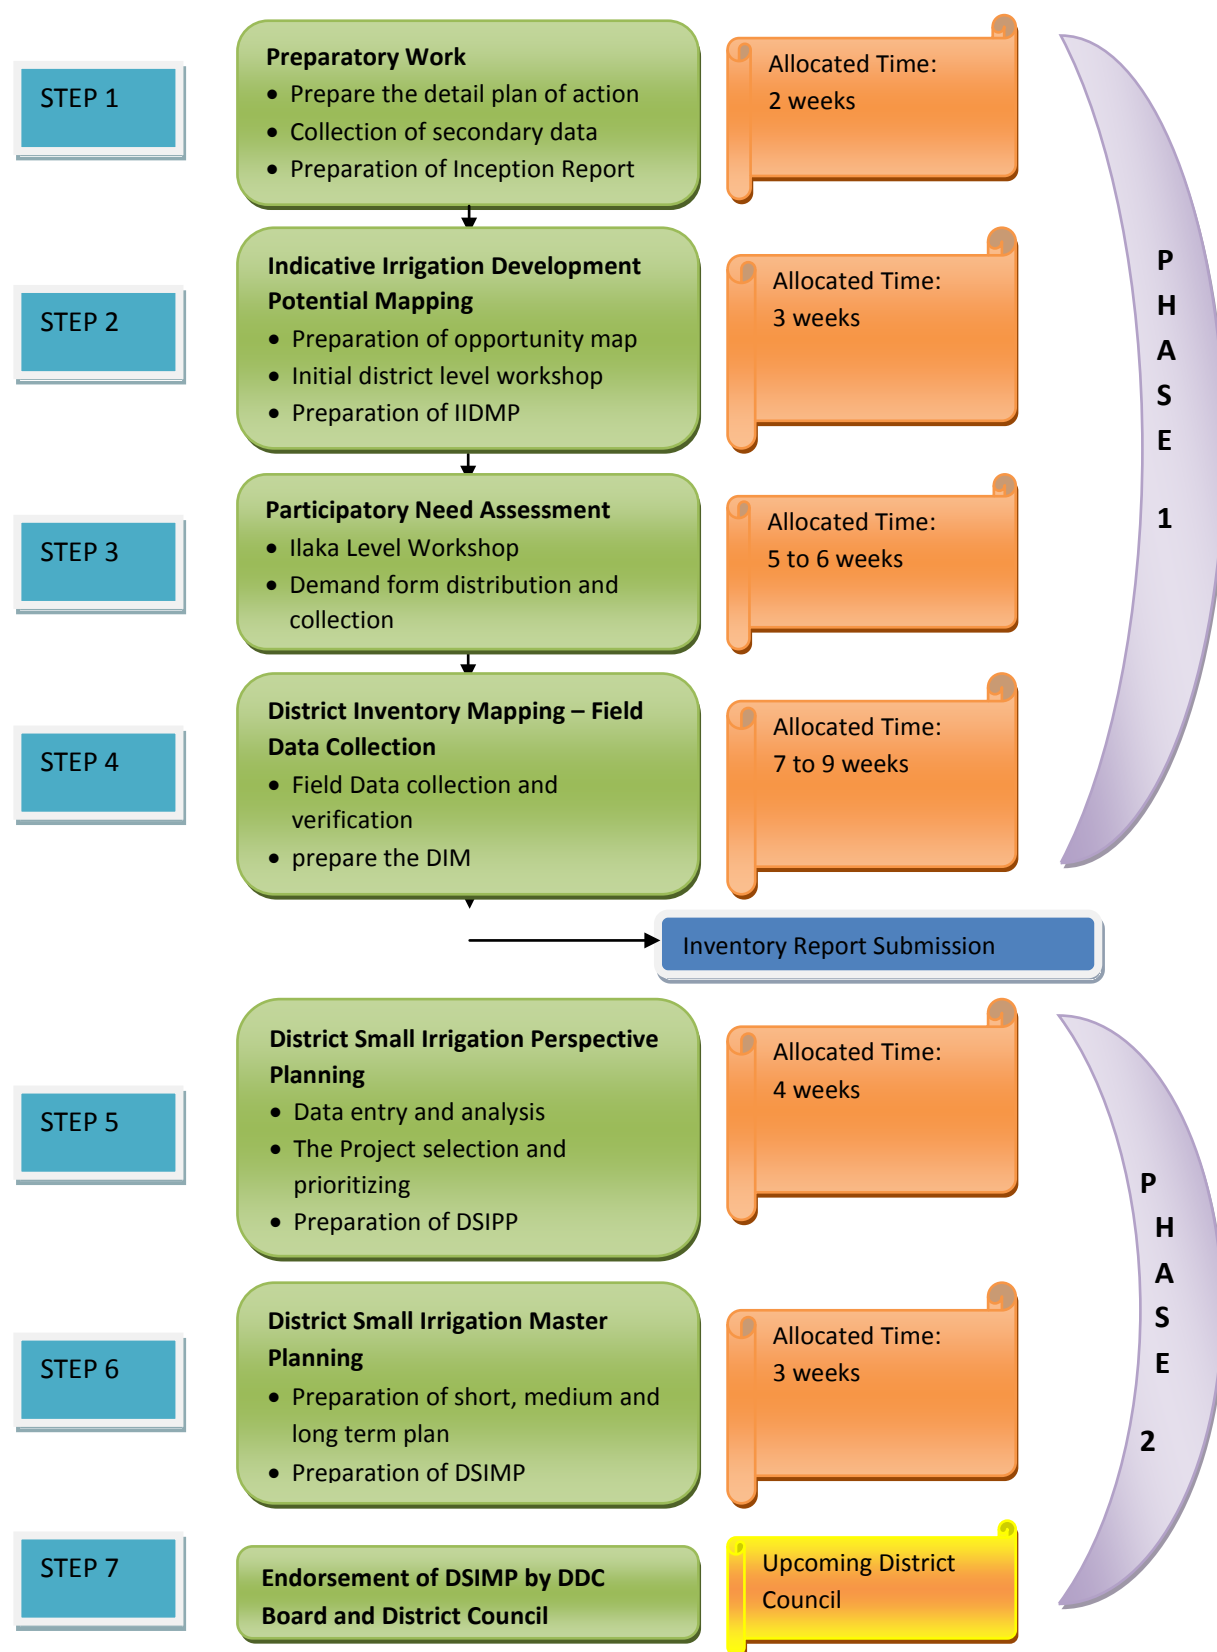 STEP 1
Preparatory Work
• Prepare the detail plan of action
• Collection of secondary data
• Preparation of Inception Report
Allocated Time:
2 weeks
STEP 2
Indicative Irrigation Development
Potential Mapping
• Preparation of opportunity map
• Initial district level workshop
• Preparation of IIDMP
Allocated Time:
3 weeks
STEP 3
Participatory Need Assessment
• Ilaka Level Workshop
• Demand form distribution and
collection
Allocated Time:
5 to 6 weeks
STEP 4
District Inventory Mapping – Field
Data Collection
• Field Data collection and
verification
• prepare the DIM
Allocated Time:
7 to 9 weeks
P
H
A
S
E
1
Inventory Report Submission
STEP 5
District Small Irrigation Perspective
Planning
• Data entry and analysis
• The Project selection and
prioritizing
• Preparation of DSIPP
Allocated Time:
4 weeks
STEP 6
District Small Irrigation Master
Planning
• Preparation of short, medium and
long term plan
• Preparation of DSIMP
Allocated Time:
3 weeks
STEP 7
Endorsement of DSIMP by DDC
Board and District Council
Upcoming District
Council
P
H
A
S
E
2